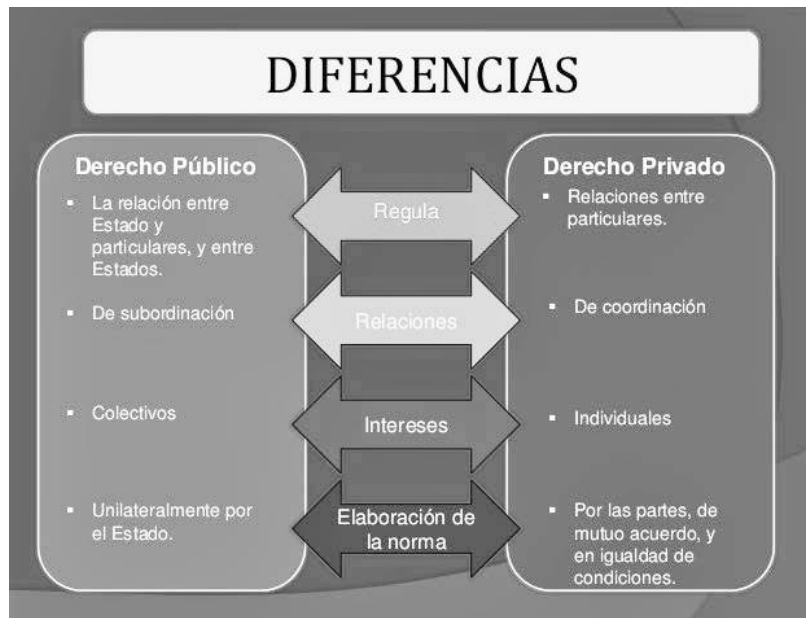 DIFERENCIAS
Derecho Público
▪ La relación entre
Estado y
particulares, y entre
Estados.
▪ De subordinación
▪ Colectivos
▪ Unilateralmente por
el Estado.
Regula
Relaciones
Intereses
Elaboración de
la norma
Derecho Privado
▪ Relaciones entre
particulares.
▪ De coordinación
▪ Individuales
▪ Por las partes, de
mutuo acuerdo, y
en igualdad de
condiciones.